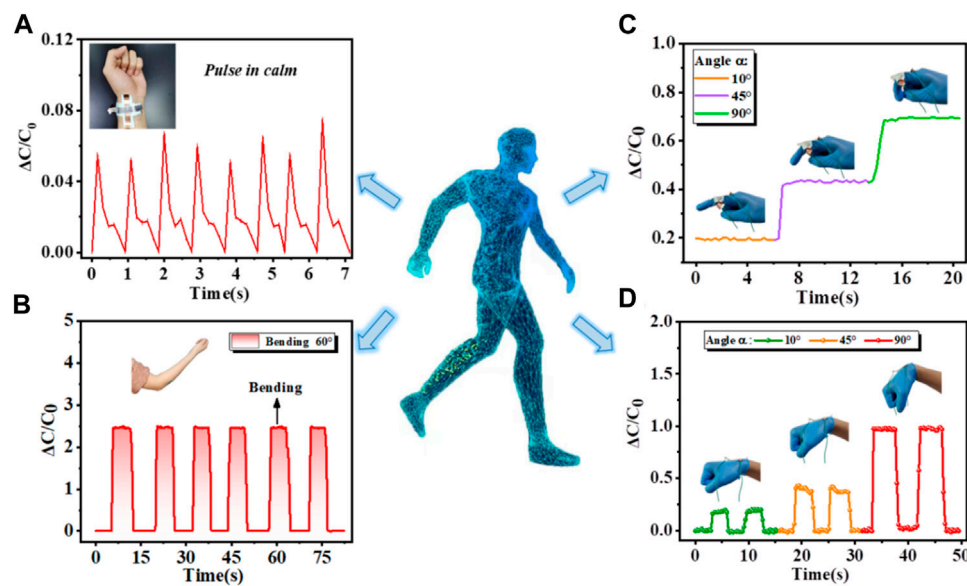 A
0.12
0.08
0.04
0.00
ΔC/C0
Pulse in calm
0 1 2 3 4 5 6 7
Time(s)
B
5
4
3
2
1
0
ΔC/C0
Bending 60°
Bending
0 15 30 45 60 75
Time(s)
C
1.0
0.8
0.6
0.4
0.2
ΔC/C0
Angle α:
10°
45°
90°
0 4 8 12 16 20
Time(s)
D
2.0
1.5
1.0
0.5
0.0
ΔC/C0
Angle α: 10° 45° 90°
0 10 20 30 40 50
Time(s)